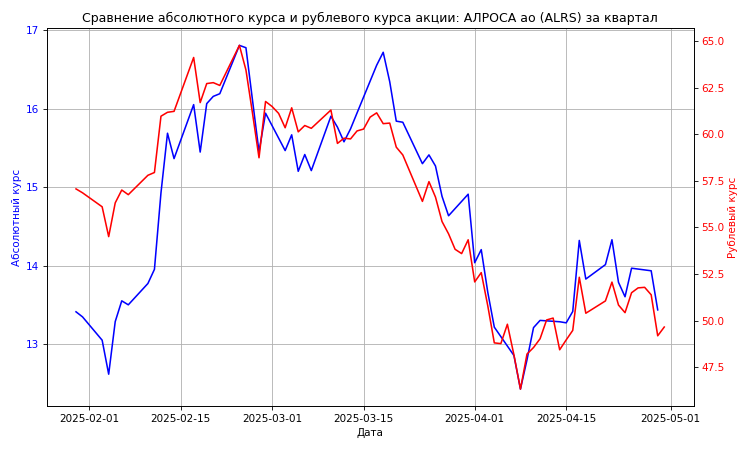 Сравнение абсолютного курса и рублевого курса акции: АЛРОСА ао (ALRS) за квартал
Абсолютный курс
17
16
15
14
13
65.0
62.5
60.0
57.5
55.0
52.5
50.0
47.5
Рублевый курс
2025-02-01 2025-02-15 2025-03-01 2025-03-15 2025-04-01 2025-04-15 2025-05-01
Дата